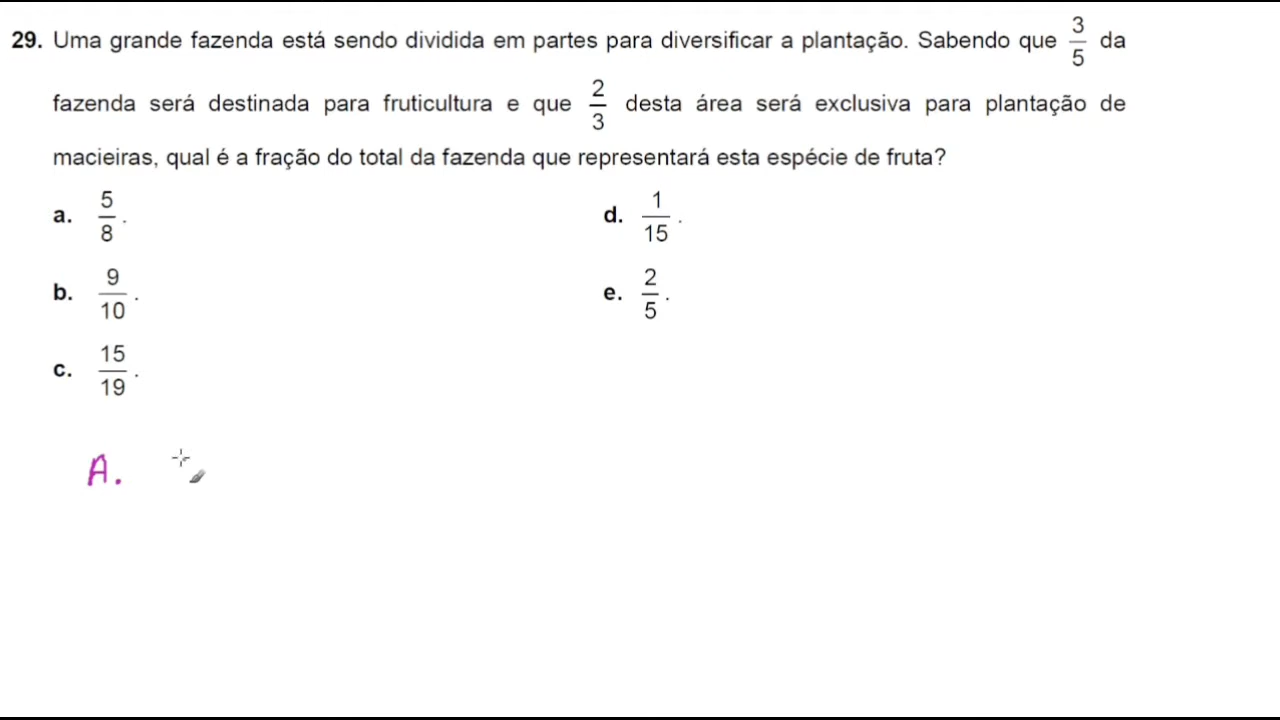 29. Uma grande fazenda está sendo dividida em partes para diversificar a plantação. Sabendo que 3/5 da
fazenda será destinada para fruticultura e que 2/3 desta área será exclusiva para plantação de
macieiras, qual é a fração do total da fazenda que representará esta espécie de fruta?
a. 5/8.
b. 9/10.
c. 15/19.
d. 1/15.
e. 2/5.
A.